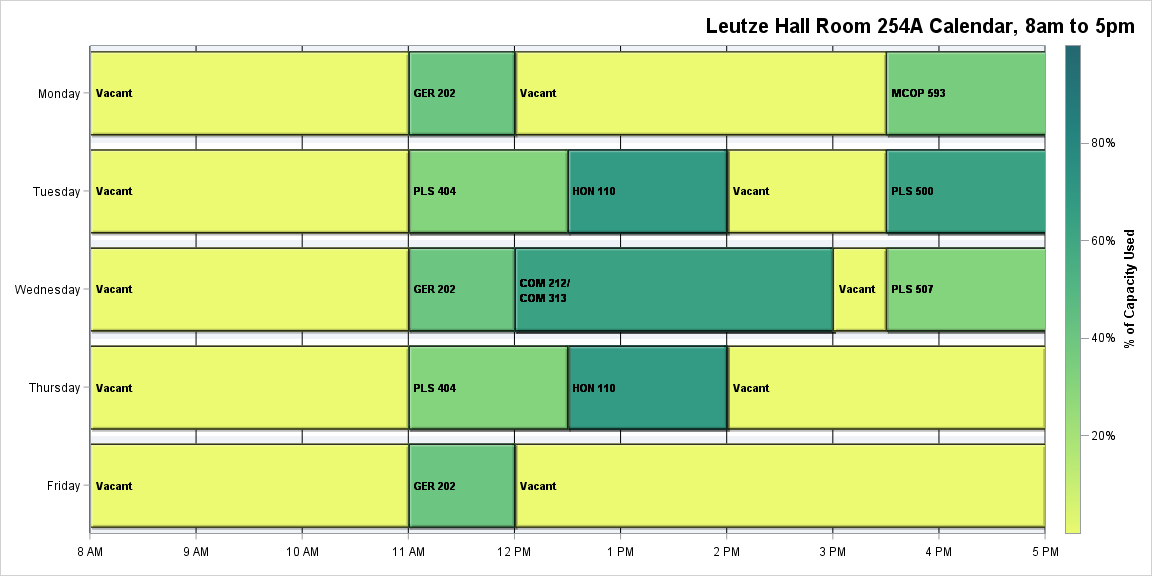 Leutze Hall Room 254A Calendar, 8am to 5pm
Monday
Vacant
GER 202
Vacant
MCOP 593
Tuesday
Vacant
PLS 404
HON 110
Vacant
PLS 500
Wednesday
Vacant
GER 202
COM 212/
COM 313
Vacant
PLS 507
Thursday
Vacant
PLS 404
HON 110
Vacant
Friday
Vacant
GER 202
Vacant
8 AM
9 AM
10 AM
11 AM
12 PM
1 PM
2 PM
3 PM
4 PM
5 PM
80%
60%
40%
20%
% of Capacity Used